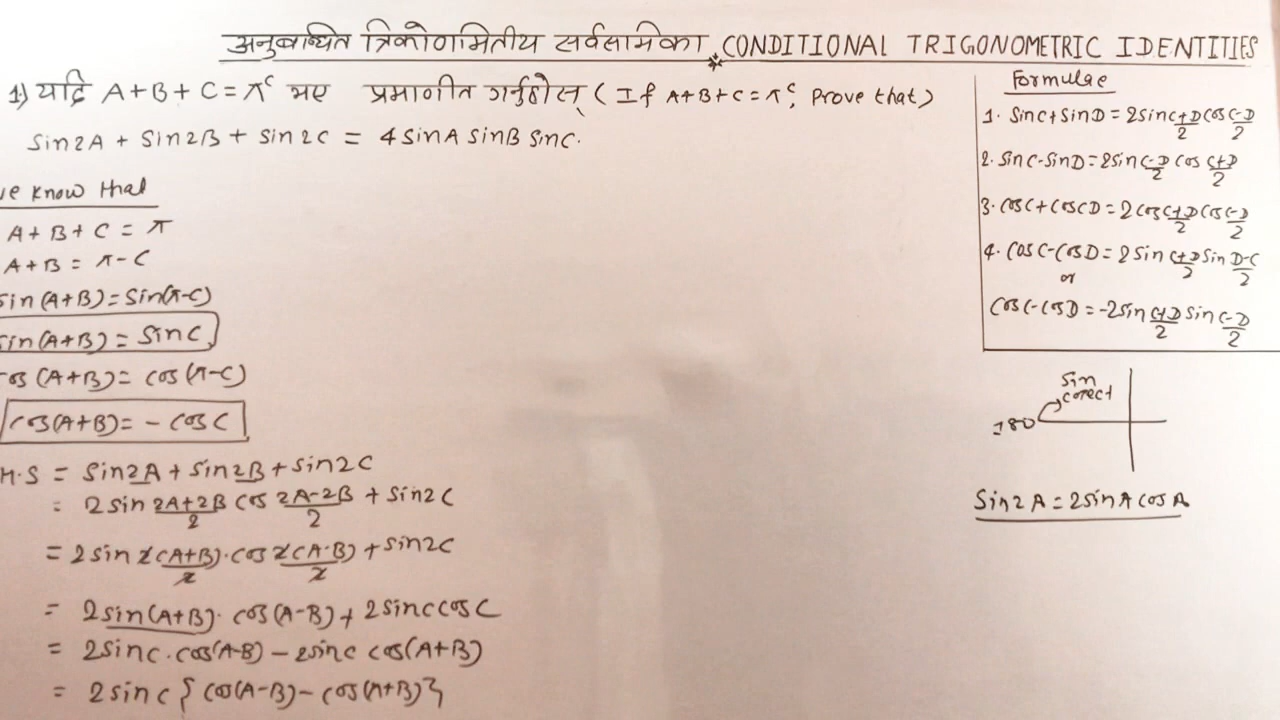 अनुबन्धित त्रिकोणमितीय सर्वसामिका * CONDITIONAL TRIGONOMETRIC IDENTITIES
1) यदि A+B+C=π^c भए प्रमाणीत गर्नुहोस् (If A+B+C=π^c, Prove that)
Sin2A + Sin2B + Sin2C = 4SinA SinB SinC.
we know that
A+B+C = π
A+B = π-C
Sin(A+B)=Sin(π-C)
Sin(A+B)=SinC
cos(A+B)= cos(π-C)
cos(A+B)= - cosC
H.S = Sin2A + Sin2B + Sin2C
= 2Sin (2A+2B)/2 cos (2A-2B)/2 + Sin2C
= 2Sin 2(A+B)/2 . cos 2(A-B)/2 + Sin2C
= 2Sin(A+B). cos(A-B) + 2SinC cosC
= 2SinC.cos(A-B) - 2SinC cos(A+B)
= 2SinC {cos(A-B) - cos(A+B)}
Formulae
1. SinC+SinD=2Sin (C+D)/2 cos (C-D)/2
2. SinC-SinD=2Sin (C-D)/2 cos (C+D)/2
3. cosC+cosCD=2cos (C+D)/2 cos (C-D)/2
4. cosC-cosD=2Sin (C+D)/2 Sin (D-C)/2
or
cosC-cosD=-2Sin (C+D)/2 Sin (C-D)/2
Sin
corect
180
Sin2A=2SinA cosA